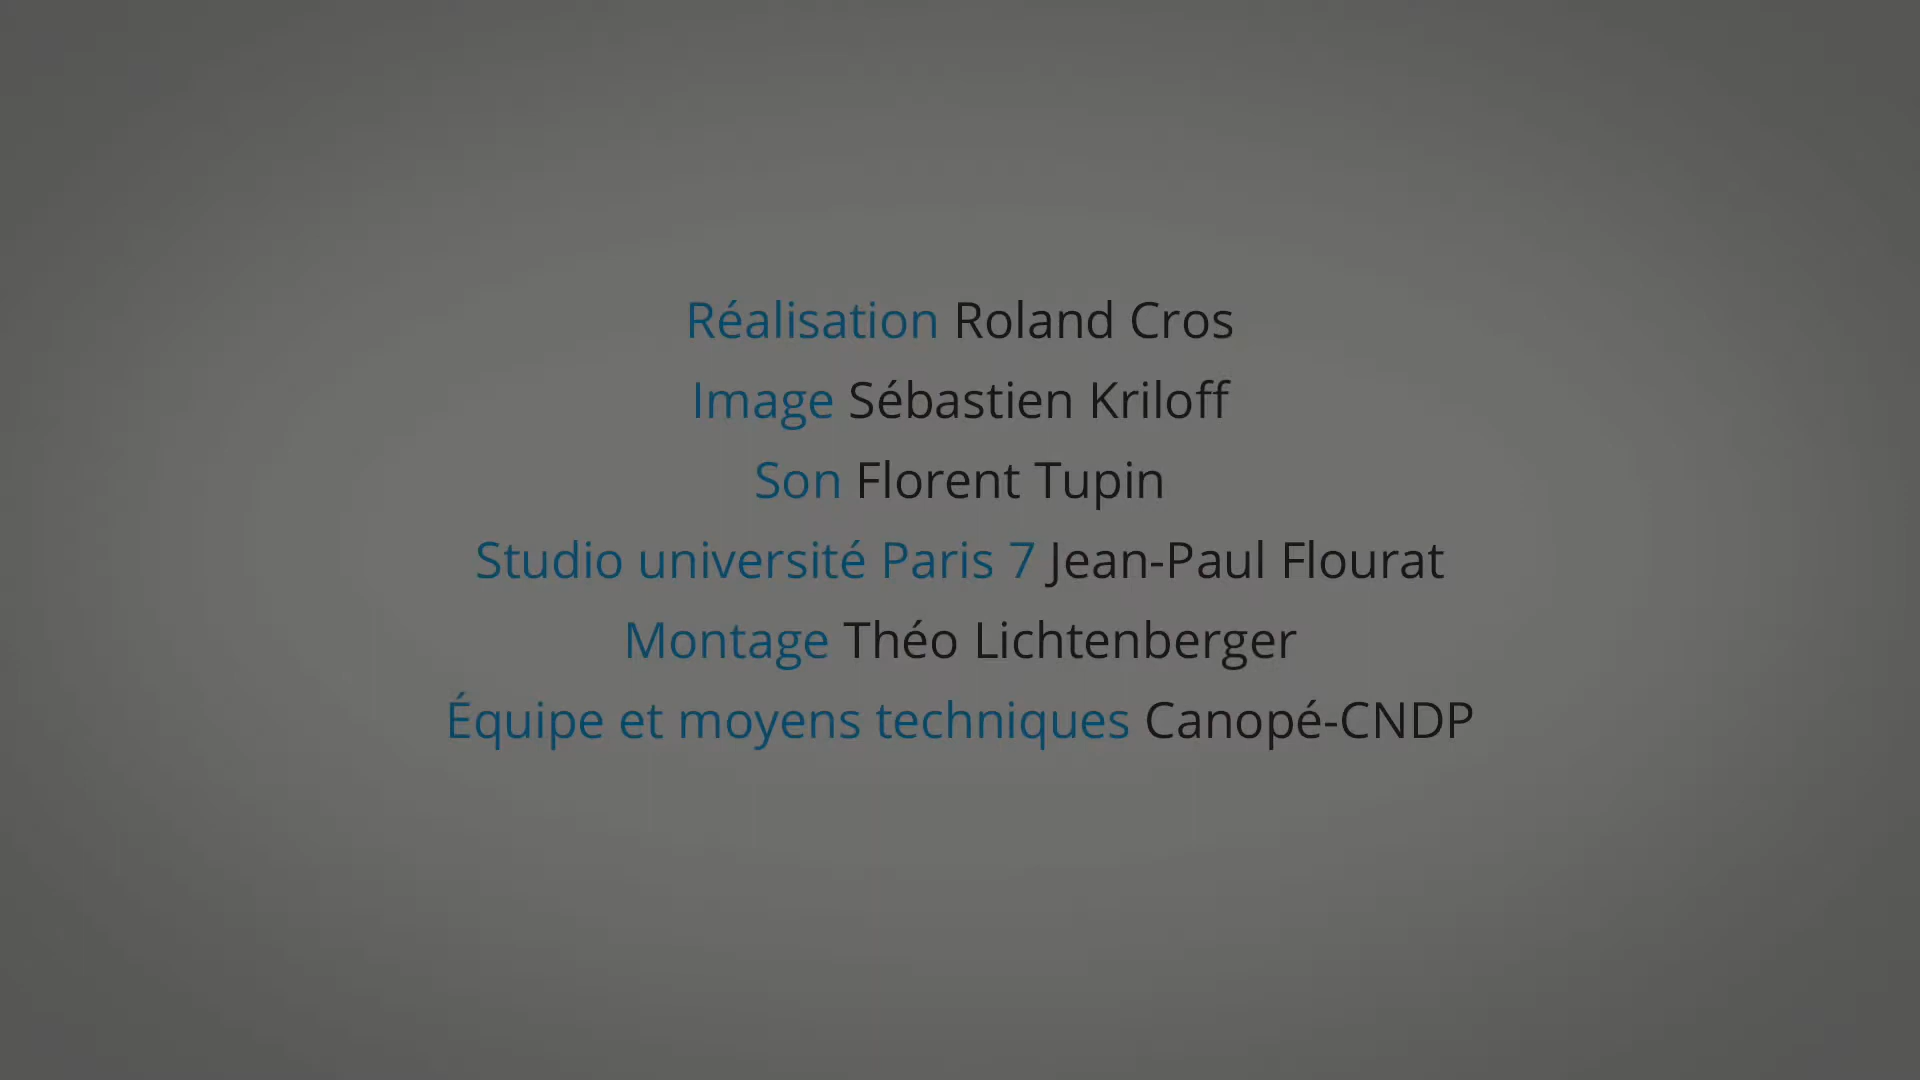 Réalisation Roland Cros
Image Sébastien Kriloff
Son Florent Tupin
Studio université Paris 7 Jean-Paul Flourat
Montage Théo Lichtenberger
Équipe et moyens techniques Canopé-CNDP